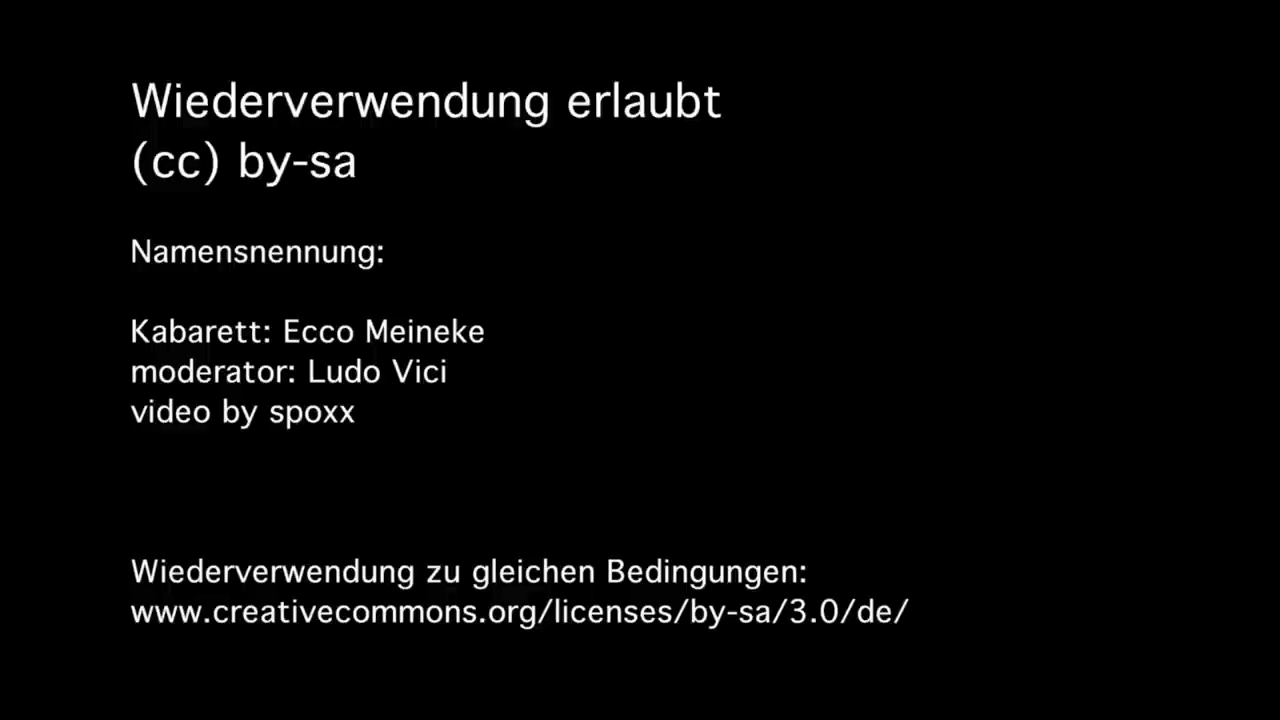 Wiederverwendung erlaubt
(cc) by-sa
Namensnennung:
Kabarett: Ecco Meineke
moderator: Ludo Vici
video by spoxx
Wiederverwendung zu gleichen Bedingungen:
www.creativecommons.org/licenses/by-sa/3.0/de/